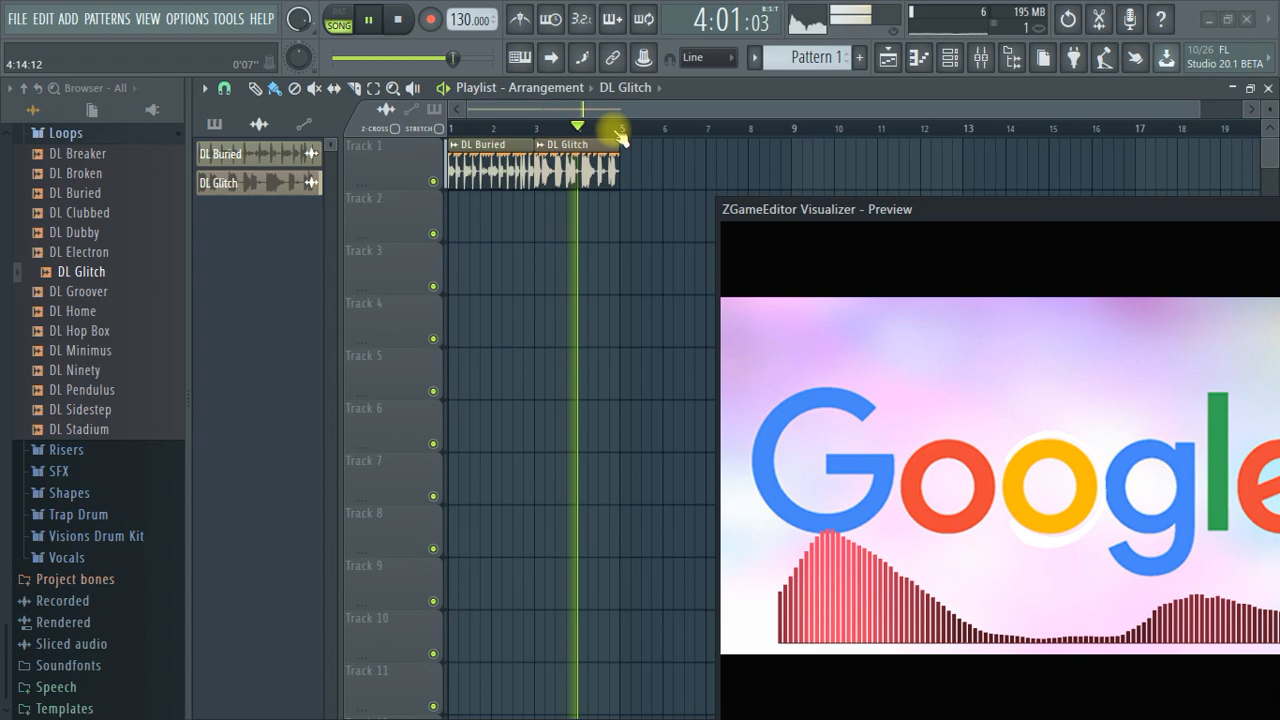 FILE EDIT ADD PATTERNS VIEW OPTIONS TOOLS HELP
SONG
130.000
3.2
4:01:03
B:S:T
6
195 MB
1
4:14:12
0'07"
Line
Pattern 1
10/26 FL
Studio 20.1 BETA
Browser - All
Playlist - Arrangement
DL Glitch
Z-CROSS
STRETCH
1 2 3 5 6 7 8 9 10 11 12 13 14 15 16 17 18 19
Loops
DL Breaker
DL Broken
DL Buried
DL Clubbed
DL Dubby
DL Electron
DL Glitch
DL Groover
DL Home
DL Hop Box
DL Minimus
DL Ninety
DL Pendulus
DL Sidestep
DL Stadium
Risers
SFX
Shapes
Trap Drum
Visions Drum Kit
Vocals
Project bones
Recorded
Rendered
Sliced audio
Soundfonts
Speech
Templates
DL Buried
DL Glitch
Track 1
DL Buried
DL Glitch
Track 2
Track 3
Track 4
Track 5
Track 6
Track 7
Track 8
Track 9
Track 10
Track 11
ZGameEditor Visualizer - Preview
Google